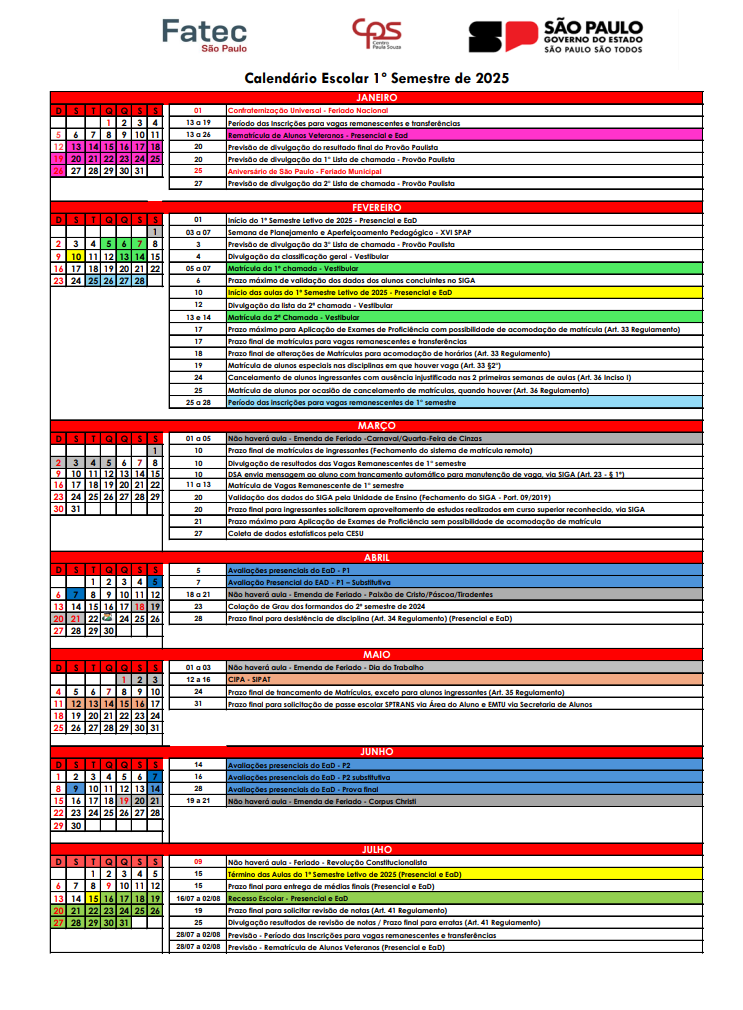 Fatec
São Paulo
CPS
Centro
Paula Souza
SP
SÃO PAULO
GOVERNO DO ESTADO
SÃO PAULO SÃO TODOS
Calendário Escolar 1º Semestre de 2025
JANEIRO
D S T Q Q S S
1 2 3 4
5 6 7 8 9 10 11
12 13 14 15 16 17 18
19 20 21 22 23 24 25
26 27 28 29 30 31
01 Confraternização Universal - Feriado Nacional
13 a 19 Período das Inscrições para vagas remanescentes e transferências
13 a 26 Rematrícula de Alunos Veteranos - Presencial e Ead
20 Previsão de divulgação do resultado final do Provão Paulista
20 Previsão de divulgação da 1ª Lista de chamada - Provão Paulista
25 Aniversário de São Paulo - Feriado Municipal
27 Previsão de divulgação da 2ª Lista de chamada - Provão Paulista
FEVEREIRO
D S T Q Q S S
1
2 3 4 5 6 7 8
9 10 11 12 13 14 15
16 17 18 19 20 21 22
23 24 25 26 27 28
01 Início do 1º Semestre Letivo de 2025 - Presencial e EaD
03 a 07 Semana de Planejamento e Aperfeiçoamento Pedagógico - XVI SPAP
3 Previsão de divulgação da 3ª Lista de chamada - Provão Paulista
4 Divulgação da classificação geral - Vestibular
05 a 07 Matrícula da 1ª chamada - Vestibular
6 Prazo máximo de validação dos dados dos alunos concluintes no SIGA
10 Início das aulas do 1º Semestre Letivo de 2025 - Presencial e EaD
12 Divulgação da lista da 2ª chamada - Vestibular
13 e 14 Matrícula da 2ª Chamada - Vestibular
17 Prazo máximo para Aplicação de Exames de Proficiência com possibilidade de acomodação de matrícula (Art. 33 Regulamento)
17 Prazo final de matrículas para vagas remanescentes e transferências
18 Prazo final de alterações de Matrículas para acomodação de horários (Art. 33 Regulamento)
19 Matrícula de alunos especiais nas disciplinas em que houver vaga (Art. 33 §2º)
24 Cancelamento de alunos ingressantes com ausência injustificada nas 2 primeiras semanas de aulas (Art. 36 Inciso I)
25 Matrícula de alunos por ocasião de cancelamento de matrículas, quando houver (Art. 36 Regulamento)
25 a 28 Período das inscrições para vagas remanescentes de 1º semestre
MARÇO
D S T Q Q S S
1
2 3 4 5 6 7 8
9 10 11 12 13 14 15
16 17 18 19 20 21 22
23 24 25 26 27 28 29
30 31
01 a 05 Não haverá aula - Emenda de Feriado -Carnaval/Quarta-Feira de Cinzas
10 Prazo final de matrículas de ingressantes (Fechamento do sistema de matrícula remota)
10 Divulgação de resultados das Vagas Remanescentes de 1º semestre
10 DSA envia mensagem ao aluno com trancamento automático para manutenção de vaga, via SIGA (Art. 23 - § 1º)
11 a 13 Matrícula de Vagas Remanescente de 1º semestre
20 Validação dos dados do SIGA pela Unidade de Ensino (Fechamento do SIGA - Port. 09/2019)
20 Prazo final para ingressantes solicitarem aproveitamento de estudos realizados em curso superior reconhecido, via SIGA
21 Prazo máximo para Aplicação de Exames de Proficiência sem possibilidade de acomodação de matrícula
27 Coleta de dados estatísticos pela CESU
ABRIL
D S T Q Q S S
1 2 3 4 5
6 7 8 9 10 11 12
13 14 15 16 17 18 19
20 21 22 24 25 26
27 28 29 30
5 Avaliações presenciais do EaD - P1
7 Avaliação Presencial do EAD - P1 – Substitutiva
18 a 21 Não haverá aula - Emenda de Feriado - Paixão de Cristo/Páscoa/Tiradentes
23 Colação de Grau dos formandos do 2º semestre de 2024
28 Prazo final para desistência de disciplina (Art. 34 Regulamento) (Presencial e EaD)
MAIO
D S T Q Q S S
1 2 3
4 5 6 7 8 9 10
11 12 13 14 15 16 17
18 19 20 21 22 23 24
25 26 27 28 29 30 31
01 a 03 Não haverá aula - Emenda de Feriado - Dia do Trabalho
12 a 16 CIPA - SIPAT
24 Prazo final de trancamento de Matrículas, exceto para alunos ingressantes (Art. 35 Regulamento)
31 Prazo final para solicitação de passe escolar SPTRANS via Área do Aluno e EMTU via Secretaria de Alunos
JUNHO
D S T Q Q S S
1 2 3 4 5 6 7
8 9 10 11 12 13 14
15 16 17 18 19 20 21
22 23 24 25 26 27 28
29 30
14 Avaliações presenciais do EaD - P2
16 Avaliações presenciais do EaD - P2 substitutiva
28 Avaliações presenciais do EaD - Prova final
19 a 21 Não haverá aula - Emenda de Feriado - Corpus Christi
JULHO
D S T Q Q S S
1 2 3 4 5
6 7 8 9 10 11 12
13 14 15 16 17 18 19
20 21 22 23 24 25 26
27 28 29 30 31
09 Não haverá aula - Feriado - Revolução Constitucionalista
15 Término das Aulas do 1º Semestre Letivo de 2025 (Presencial e EaD)
15 Prazo final para entrega de médias finais (Presencial e EaD)
16/07 a 02/08 Recesso Escolar - Presencial e EaD
19 Prazo final para solicitar revisão de notas (Art. 41 Regulamento)
25 Divulgação resultados de revisão de notas / Prazo final para erratas (Art. 41 Regulamento)
28/07 a 02/08 Previsão - Período das Inscrições para vagas remanescentes e transferências
28/07 a 02/08 Previsão - Rematrícula de Alunos Veteranos (Presencial e EaD)